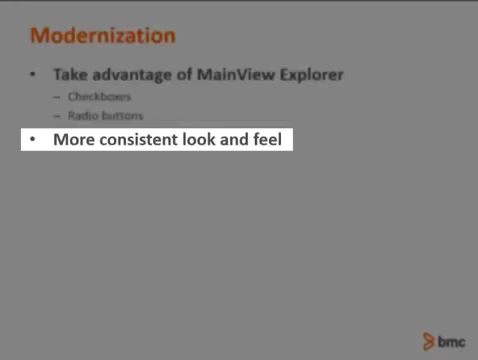 Modernization
• Take advantage of MainView Explorer
– Checkboxes
– Radio buttons
• More consistent look and feel
bmc